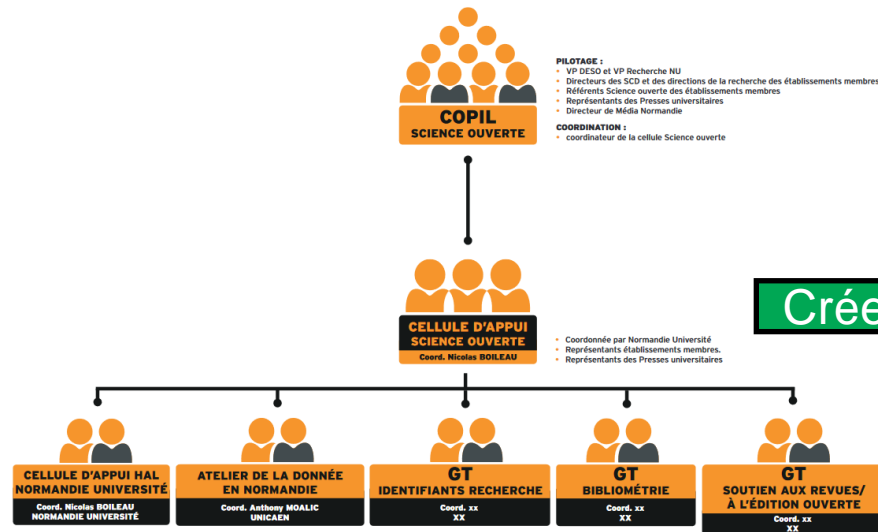 PILOTAGE :
• VP DESO et VP Recherche NU
• Directeurs des SCD et des directions de la recherche des établissements membres
• Référents Science ouverte des établissements membres
• Représentants des Presses universitaires
• Directeur de Média Normandie
COORDINATION :
• coordinateur de la cellule Science ouverte
COPIL
SCIENCE OUVERTE
Crée
CELLULE D'APPUI
SCIENCE OUVERTE
Coord. Nicolas BOILEAU
• Coordonnée par Normandie Université
• Représentants établissements membres.
• Représentants des Presses universitaires
CELLULE D'APPUI HAL
NORMANDIE UNIVERSITÉ
Coord. Nicolas BOILEAU
NORMANDIE UNIVERSITÉ
ATELIER DE LA DONNÉE
EN NORMANDIE
Coord. Anthony MOALIC
UNICAEN
GT
IDENTIFIANTS RECHERCHE
Coord. xx
XX
GT
BIBLIOMÉTRIE
Coord. xx
XX
GT
SOUTIEN AUX REVUES/
À L'ÉDITION OUVERTE
Coord. xx
XX